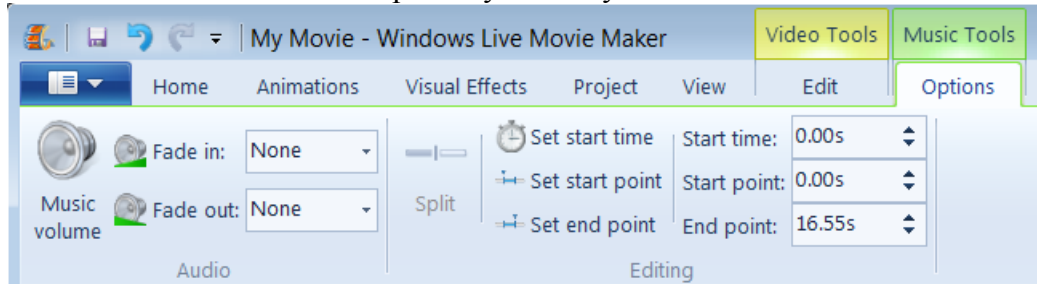 My Movie - Windows Live Movie Maker Video Tools Music Tools
Home Animations Visual Effects Project View Edit Options
Fade in: None
Fade out: None
Music volume
Audio
Split
Set start time
Set start point
Set end point
Start time: 0.00s
Start point: 0.00s
End point: 16.55s
Editing